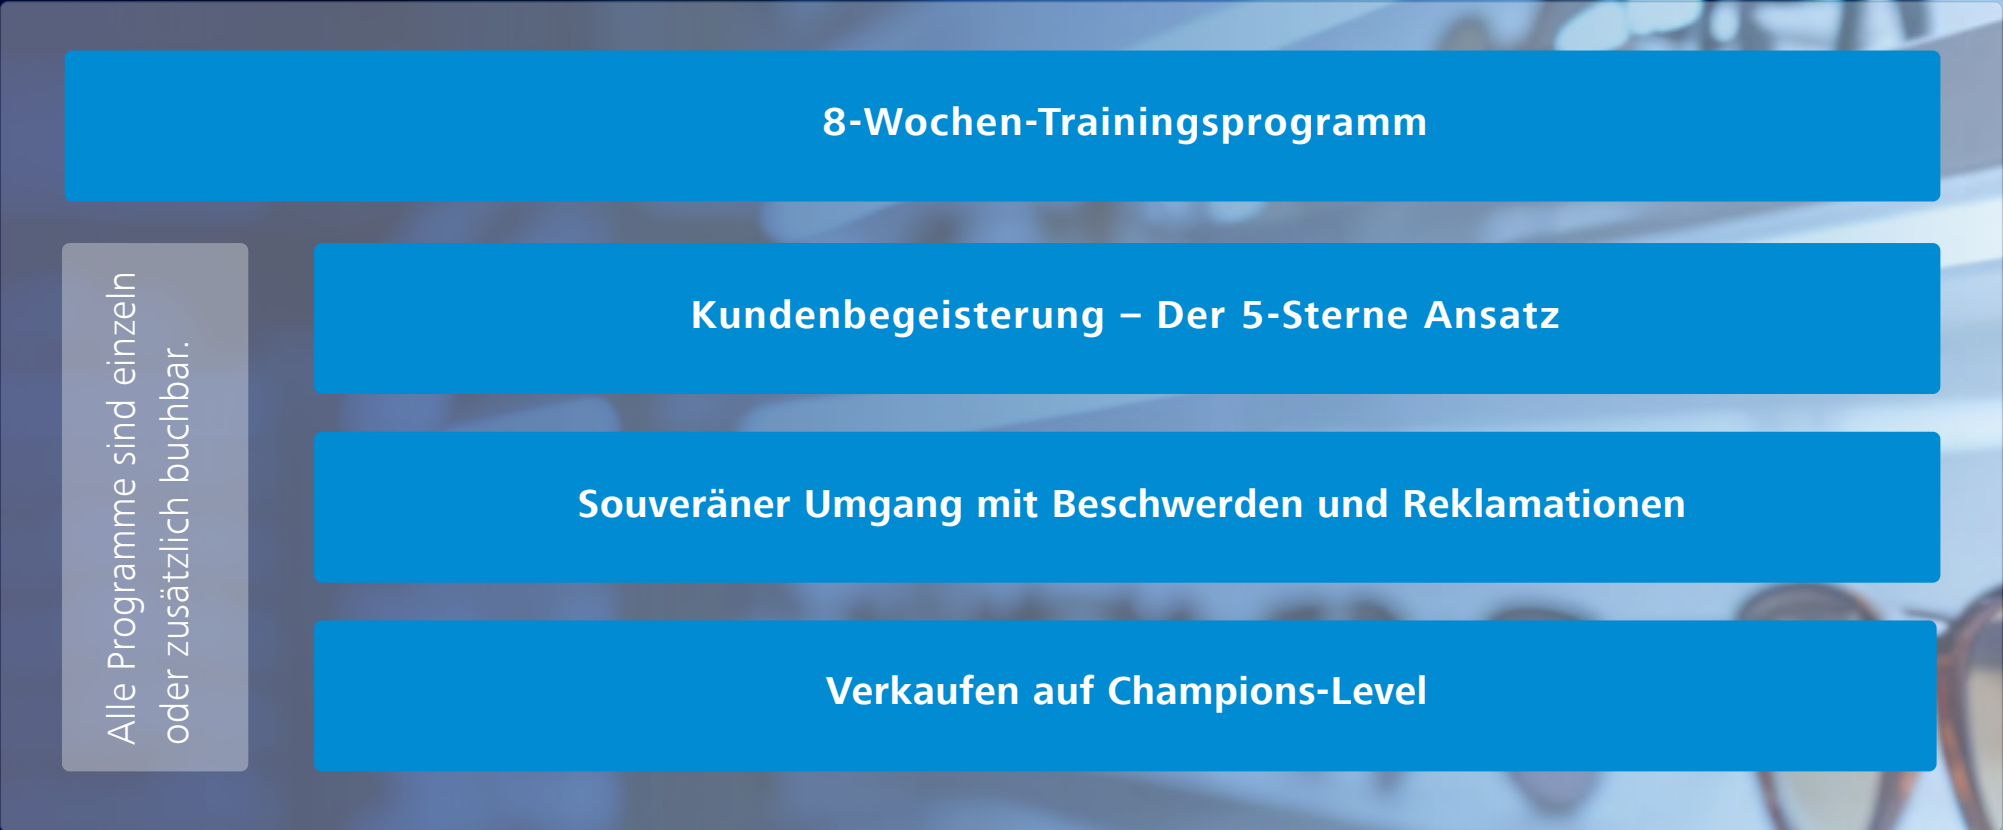 8-Wochen-Trainingsprogramm
Alle Programme sind einzeln
oder zusätzlich buchbar.
Kundenbegeisterung – Der 5-Sterne Ansatz
Souveräner Umgang mit Beschwerden und Reklamationen
Verkaufen auf Champions-Level